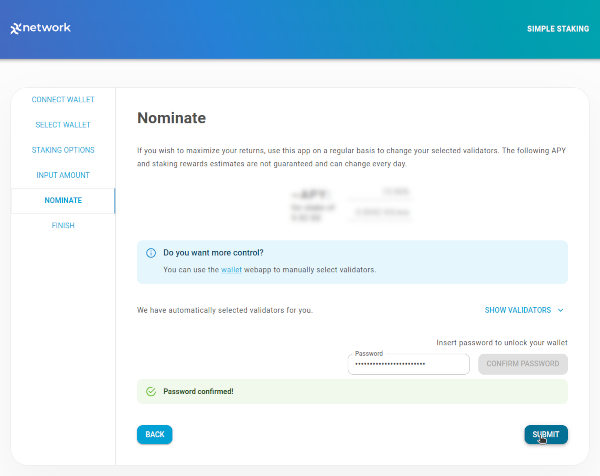 network
SIMPLE STAKING
CONNECT WALLET
SELECT WALLET
STAKING OPTIONS
INPUT AMOUNT
NOMINATE
FINISH
Nominate
If you wish to maximize your returns, use this app on a regular basis to change your selected validators. The following APY
and staking rewards estimates are not guaranteed and can change every day.
Do you want more control?
You can use the wallet webapp to manually select validators.
We have automatically selected validators for you.
SHOW VALIDATORS
Insert password to unlock your wallet
Password
CONFIRM PASSWORD
Password confirmed!
BACK
SUBMIT